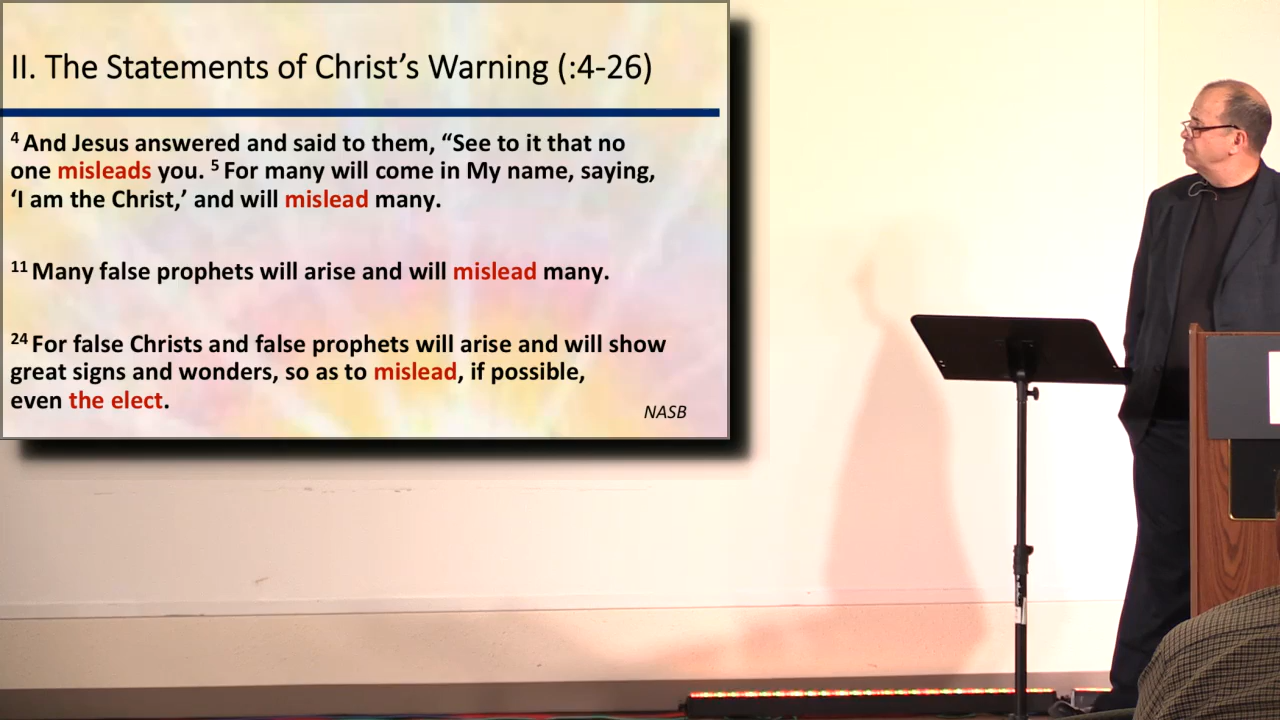 II. The Statements of Christ’s Warning (:4-26)
4 And Jesus answered and said to them, “See to it that no
one misleads you. 5 For many will come in My name, saying,
‘I am the Christ,’ and will mislead many.
11 Many false prophets will arise and will mislead many.
24 For false Christs and false prophets will arise and will show
great signs and wonders, so as to mislead, if possible,
even the elect.
NASB